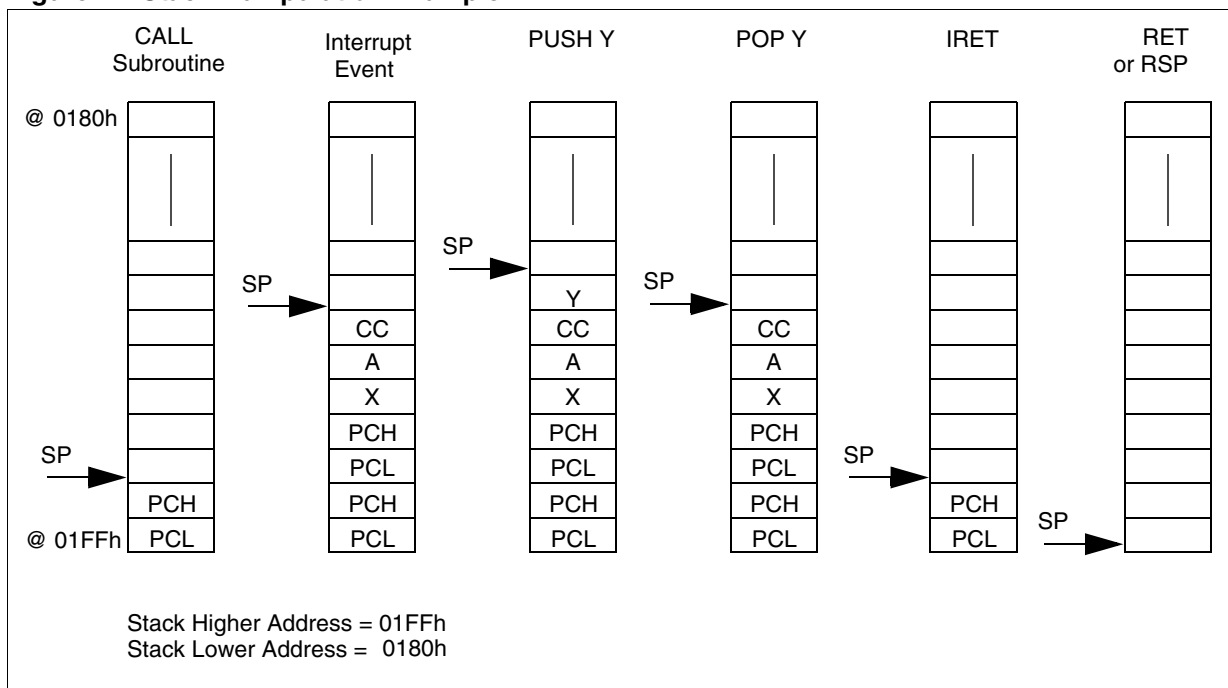 Figure Stack
CALL
Subroutine
Interrupt
Event
PUSH Y
POP Y
IRET
RET
or RSP
@ 0180h
SP
PCH
PCL
@ 01FFh
SP
CC
A
X
PCH
PCL
PCH
PCL
SP
Y
CC
A
X
PCH
PCL
PCH
PCL
SP
CC
A
X
PCH
PCL
PCH
PCL
SP
PCH
PCL
SP
Stack Higher Address = 01FFh
Stack Lower Address = 0180h